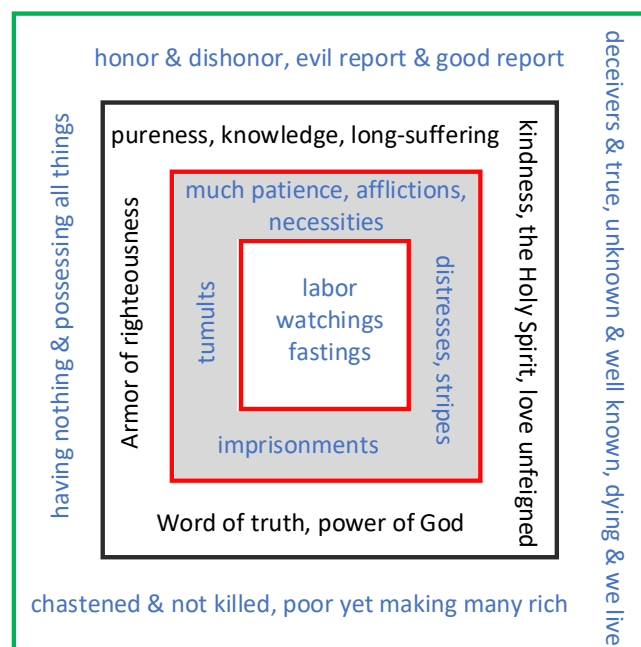 honor & dishonor, evil report & good report
deceivers & true, unknown & well known, dying & we live
chastened & not killed, poor yet making many rich
having nothing & possessing all things
pureness, knowledge, long-suffering
kindness, the Holy Spirit, love unfeigned
Word of truth, power of God
Armor of righteousness
much patience, afflictions,
necessities
distresses, stripes
imprisonments
tumults
labor
watchings
fastings